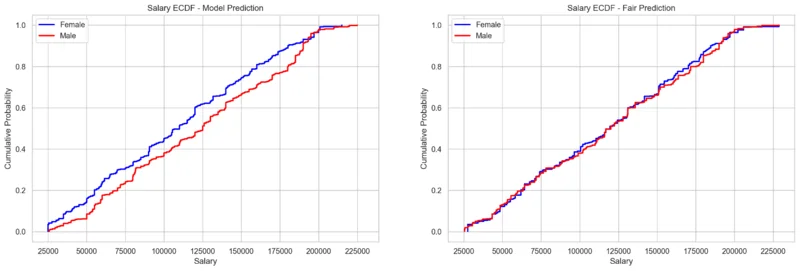 Salary ECDF - Model Prediction
Female
Male
Cumulative Probability
1.0
0.8
0.6
0.4
0.2
0.0
25000 50000 75000 100000 125000 150000 175000 200000 225000
Salary
Salary ECDF - Fair Prediction
Female
Male
Cumulative Probability
1.0
0.8
0.6
0.4
0.2
0.0
25000 50000 75000 100000 125000 150000 175000 200000 225000
Salary